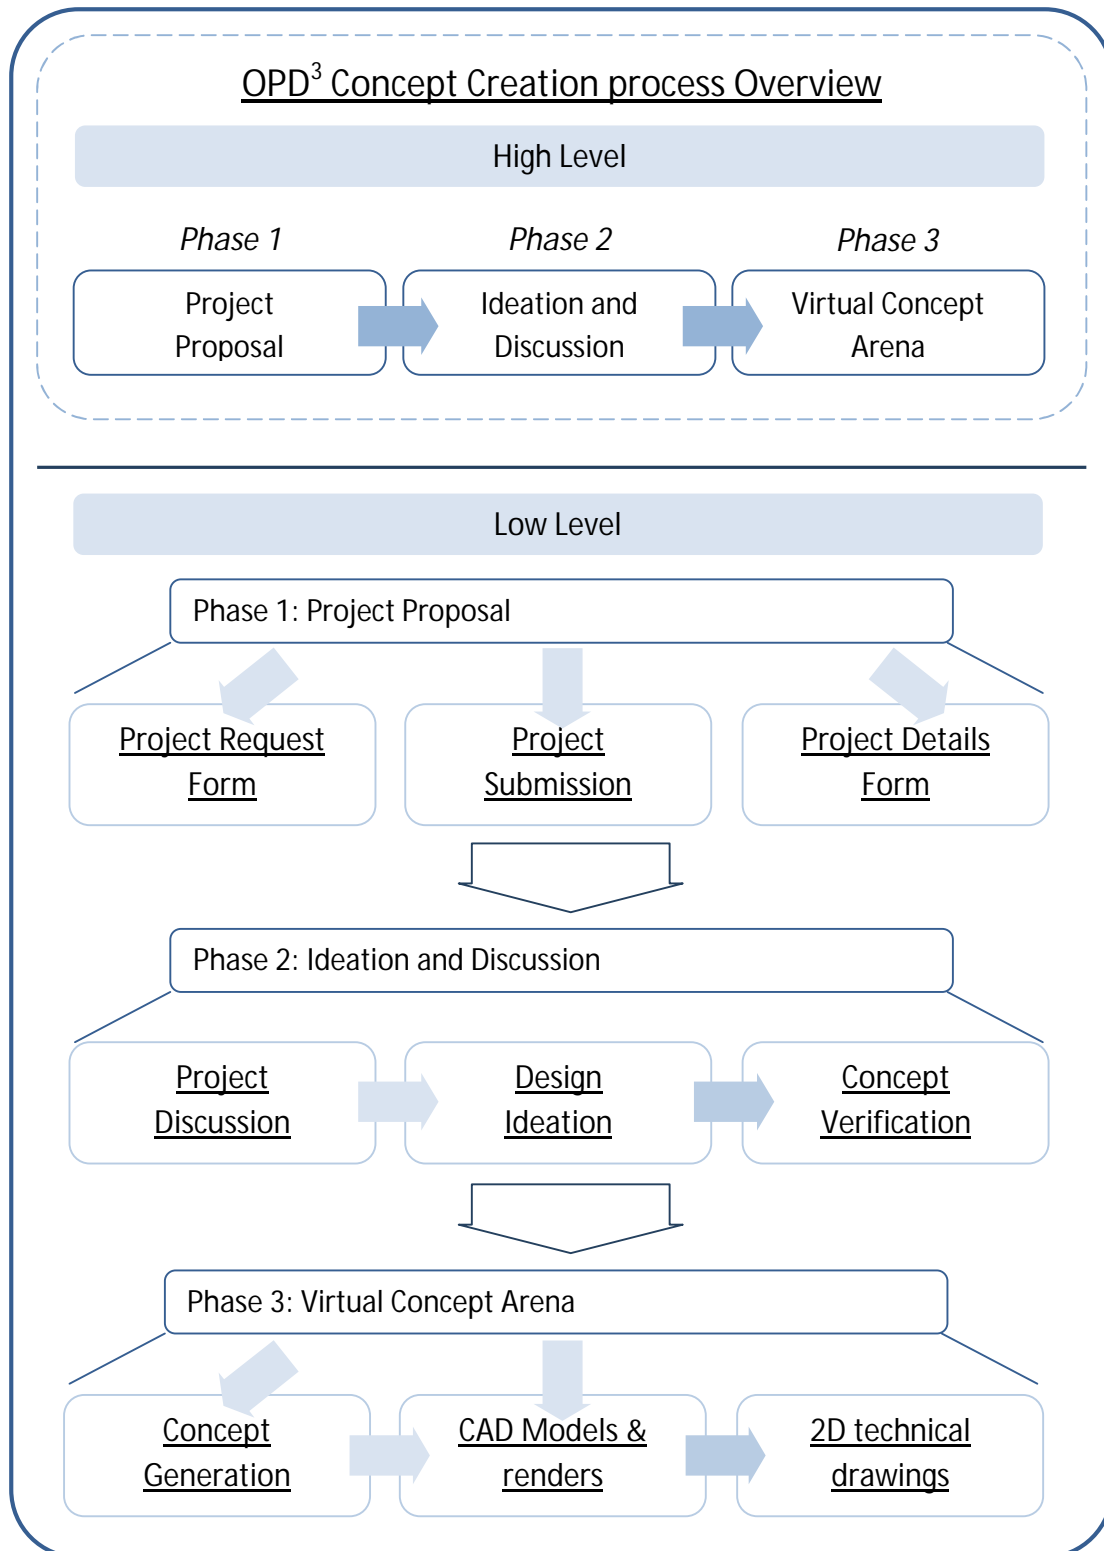 OPD³ Concept Creation process Overview
High Level
Phase 1
Phase 2
Phase 3
Project
Proposal
Ideation and
Discussion
Virtual Concept
Arena
Low Level
Phase 1: Project Proposal
Project Request
Form
Project
Submission
Project Details
Form
Phase 2: Ideation and Discussion
Project
Discussion
Design
Ideation
Concept
Verification
Phase 3: Virtual Concept Arena
Concept
Generation
CAD Models &
renders
2D technical
drawings